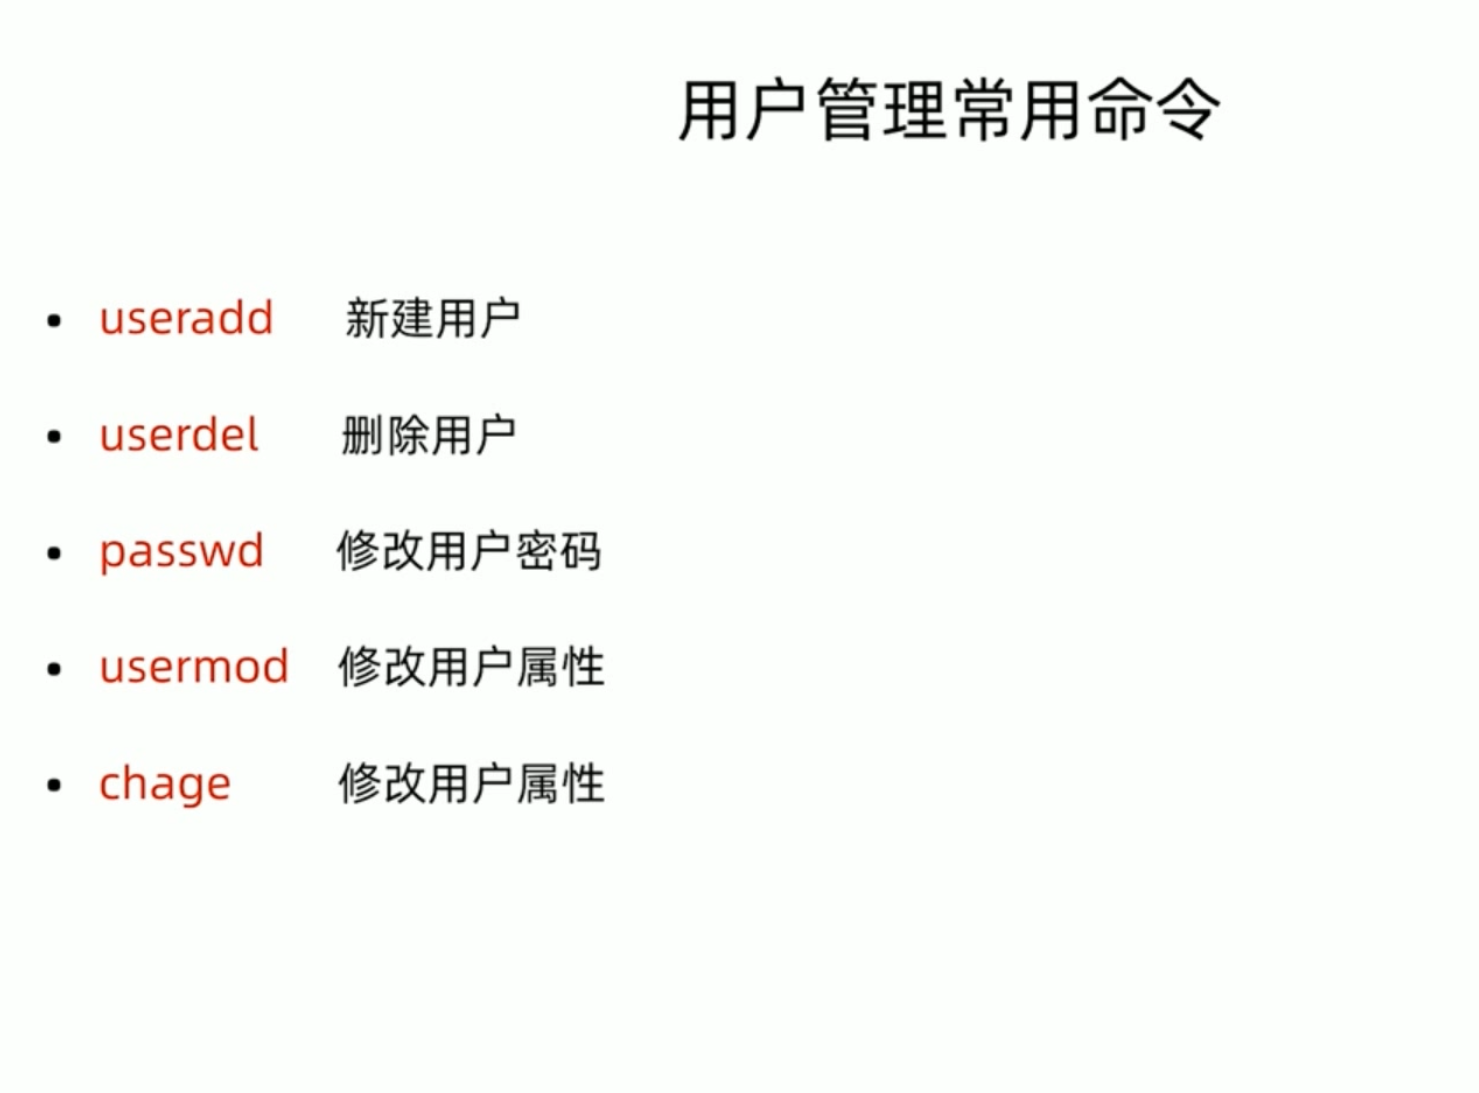 用户管理常用命令
• useradd 新建用户
• userdel 删除用户
• passwd 修改用户密码
• usermod 修改用户属性
• chage 修改用户属性